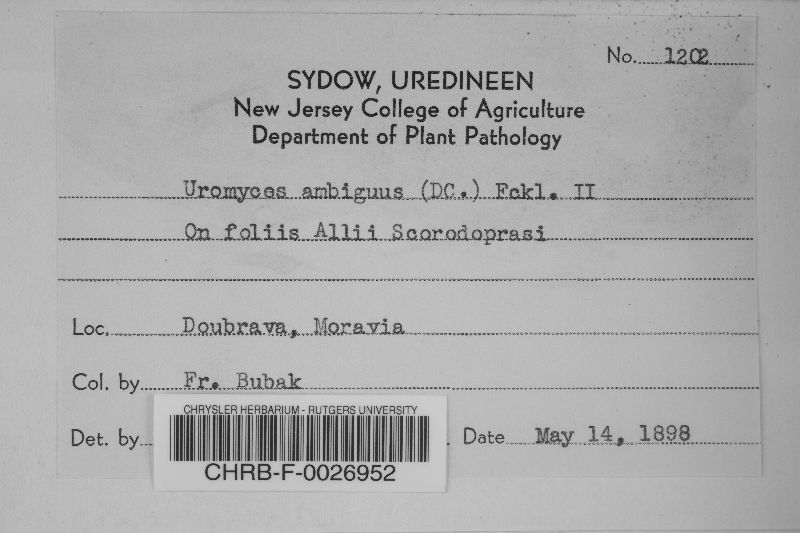 No. 1202
SYDOW, UREDINEEN
New Jersey College of Agriculture
Department of Plant Pathology
Uromyces ambiguus (DC.) Fckl. II
On foliis Allii Scorodoprasi
Loc. Doubrava, Moravia
Col. by Fr. Bubak
Det. by Date May 14, 1898
CHRYSLER HERBARIUM - RUTGERS UNIVERSITY
CHRB-F-0026952